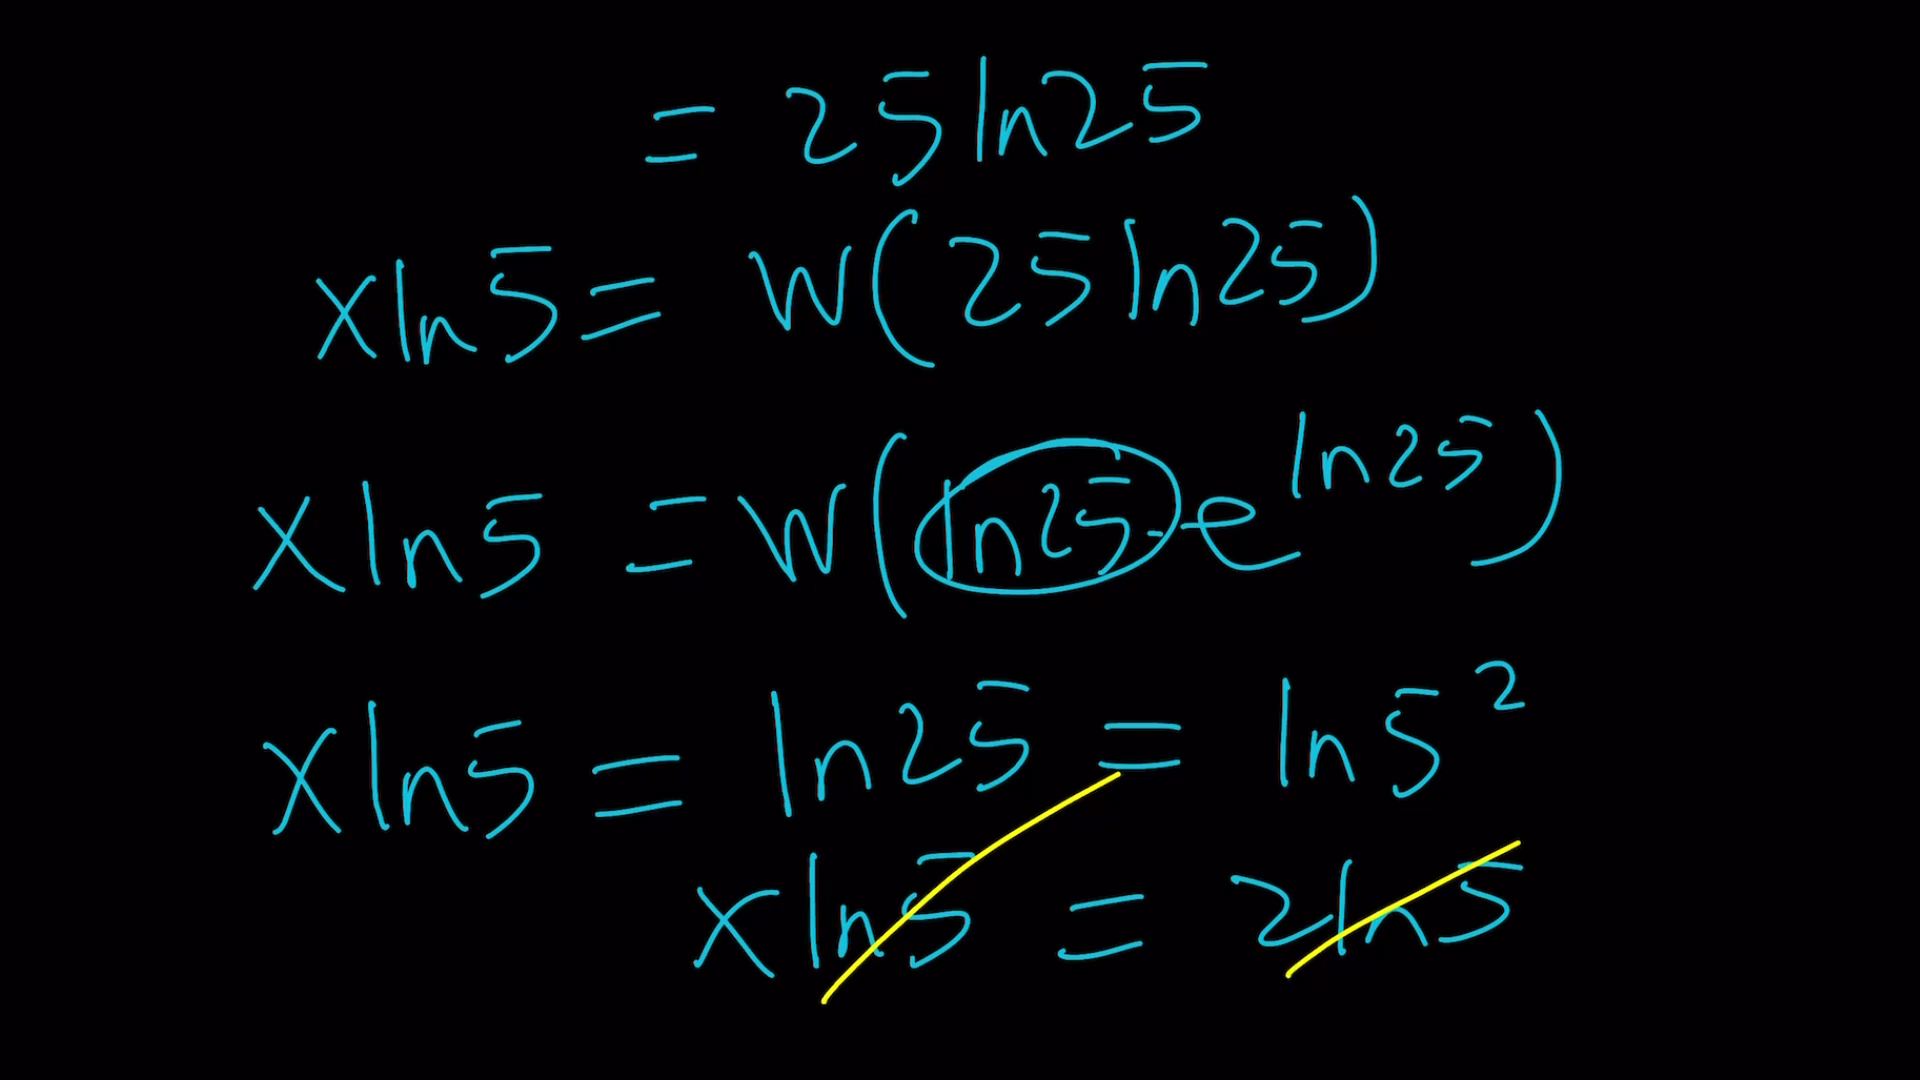 = 25ln25
xln5 = W(25ln25)
xln5 = W(ln25·e^ln25)
xln5 = ln25 = ln5²
xln5 = 2ln5